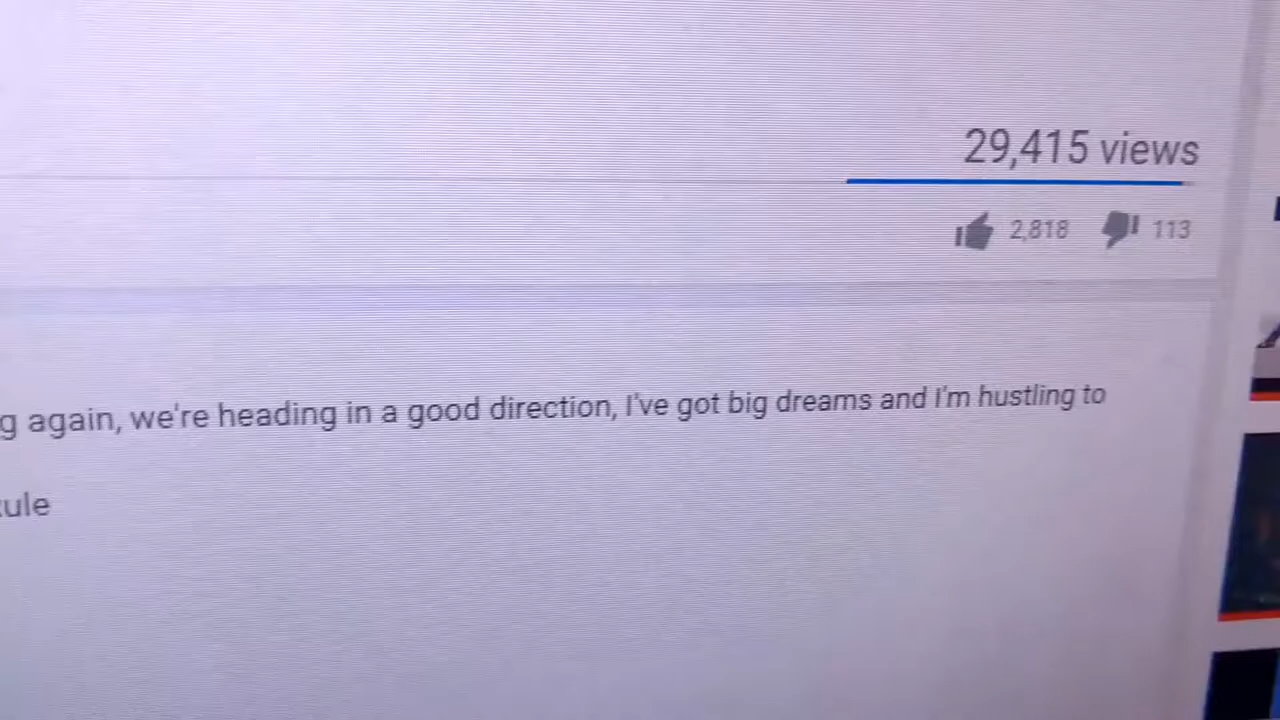 29,415 views
2,818 113
g again, we're heading in a good direction, I've got big dreams and I'm hustling to
ule